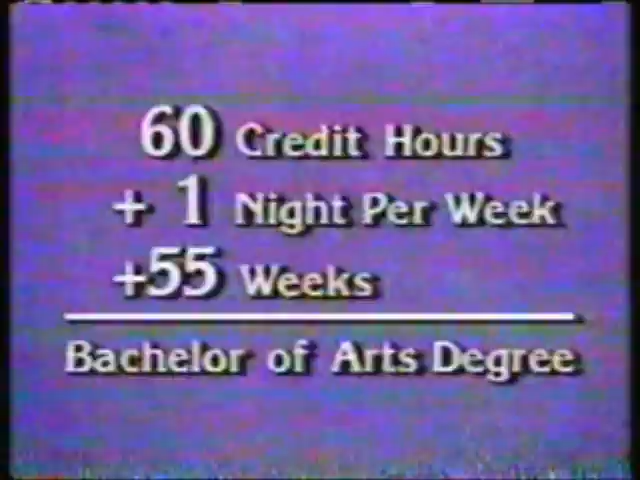 60 Credit Hours
+ 1 Night Per Week
+55 Weeks
Bachelor of Arts Degree